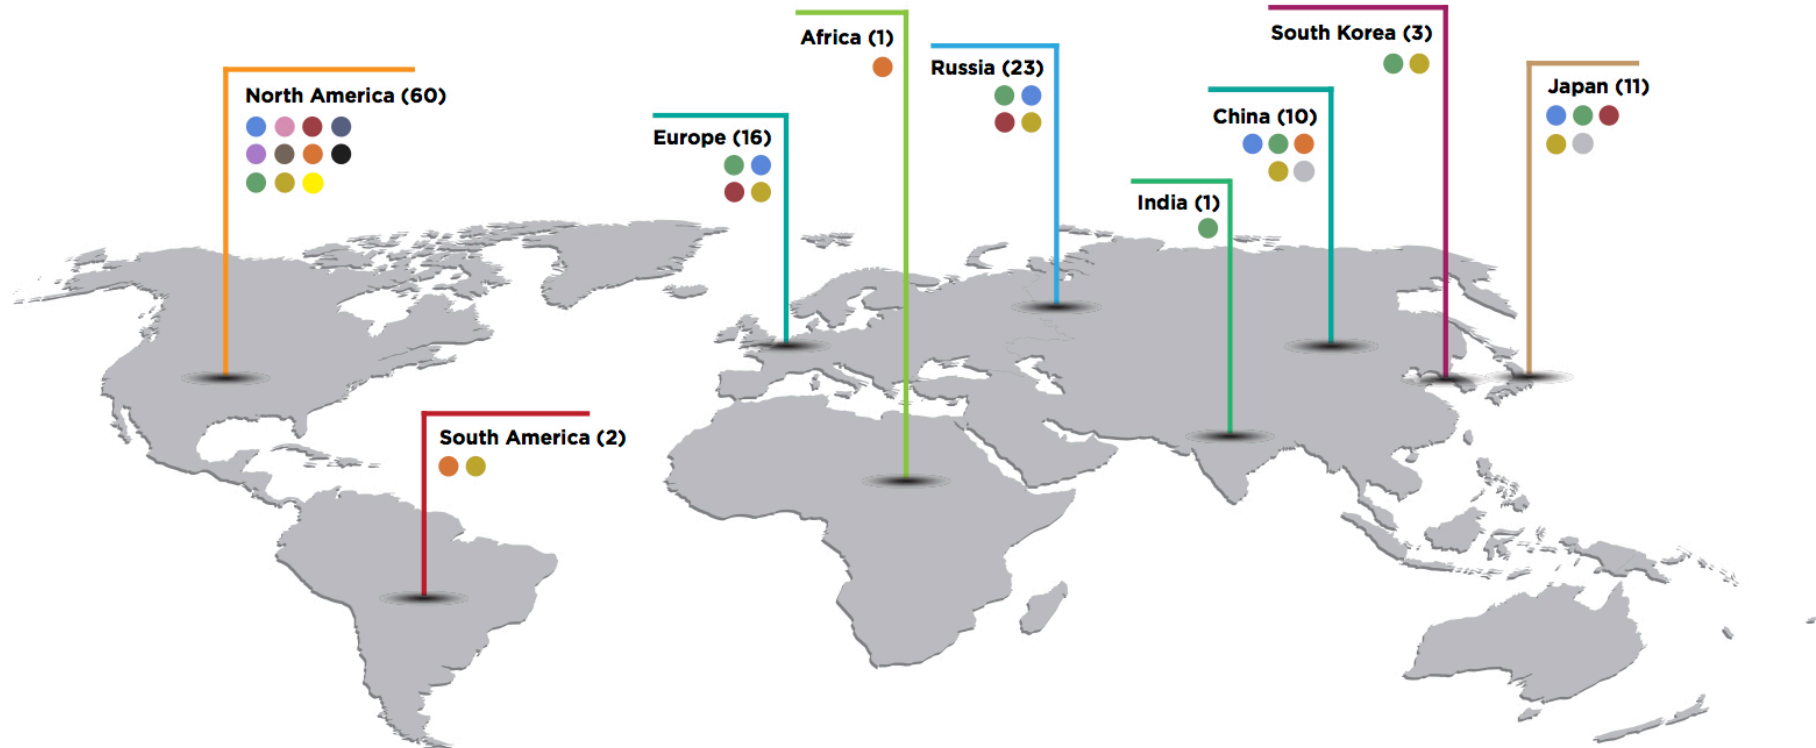 North America (60)
South America (2)
Europe (16)
Africa (1)
Russia (23)
India (1)
China (10)
South Korea (3)
Japan (11)